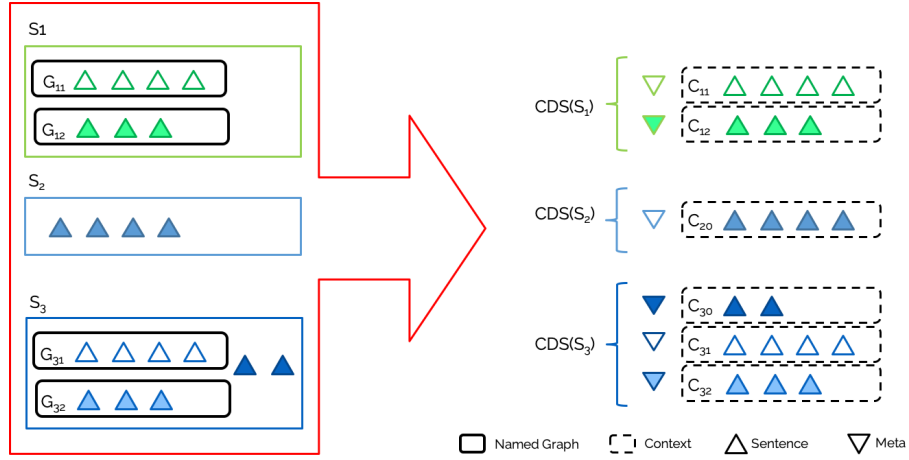 S1
G₁₁
G₁₂
S₂
S₃
G₃₁
G₃₂
CDS(S₁)
C₁₁
C₁₂
CDS(S₂)
C₂₀
CDS(S₃)
C₃₀
C₃₁
C₃₂
Named Graph Context Sentence Meta